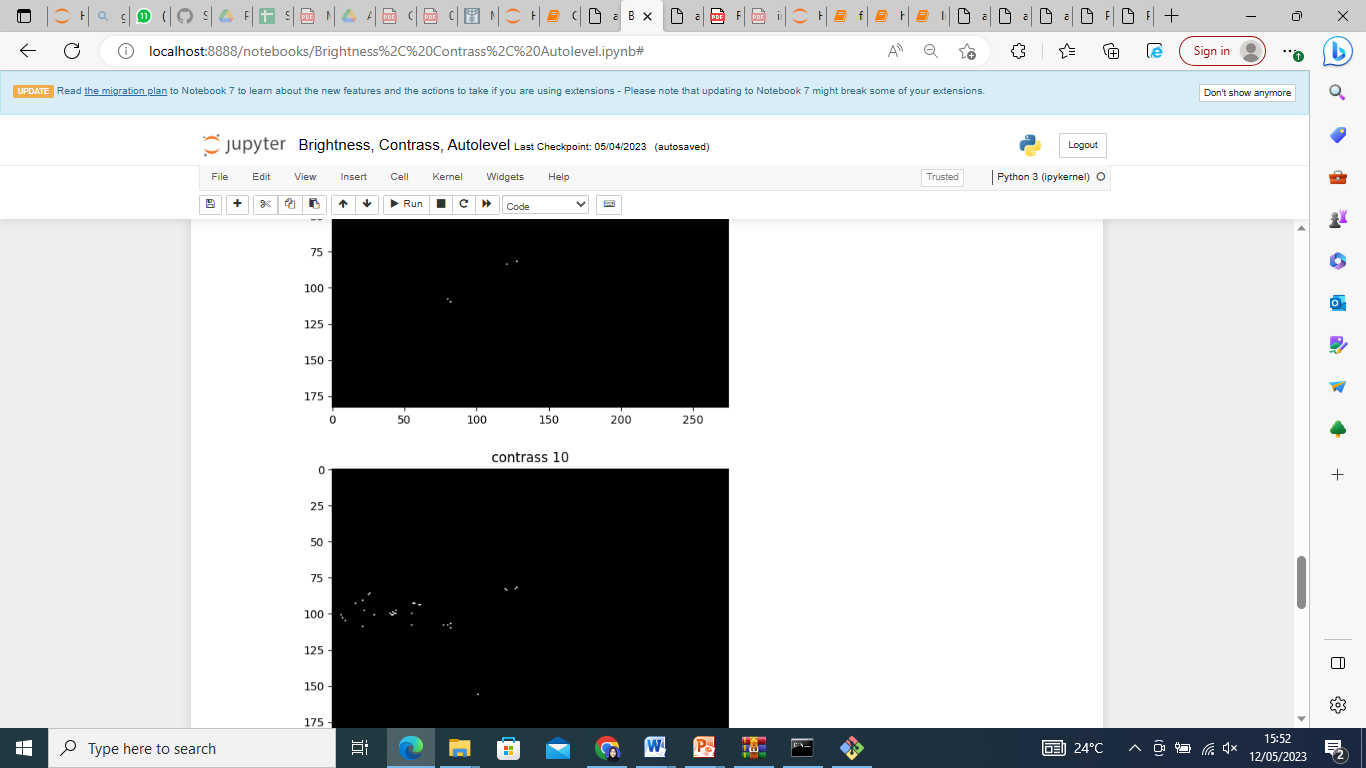 localhost:8888/notebooks/Brightness%2C%20Contrass%2C%20Autolevel.ipynb#
Sign in
UPDATE Read the migration plan to Notebook 7 to learn about the new features and the actions to take if you are using extensions - Please note that updating to Notebook 7 might break some of your extensions.
Don't show anymore
jupyter Brightness, Contrass, Autolevel Last Checkpoint: 05/04/2023 (autosaved)
Logout
File Edit View Insert Cell Kernel Widgets Help
Trusted
Python 3 (ipykernel)
Run
Code
75
100
125
150
175
0 50 100 150 200 250
contrass 10
0
25
50
75
100
125
150
175
Type here to search
24°C
15:52
12/05/2023
2